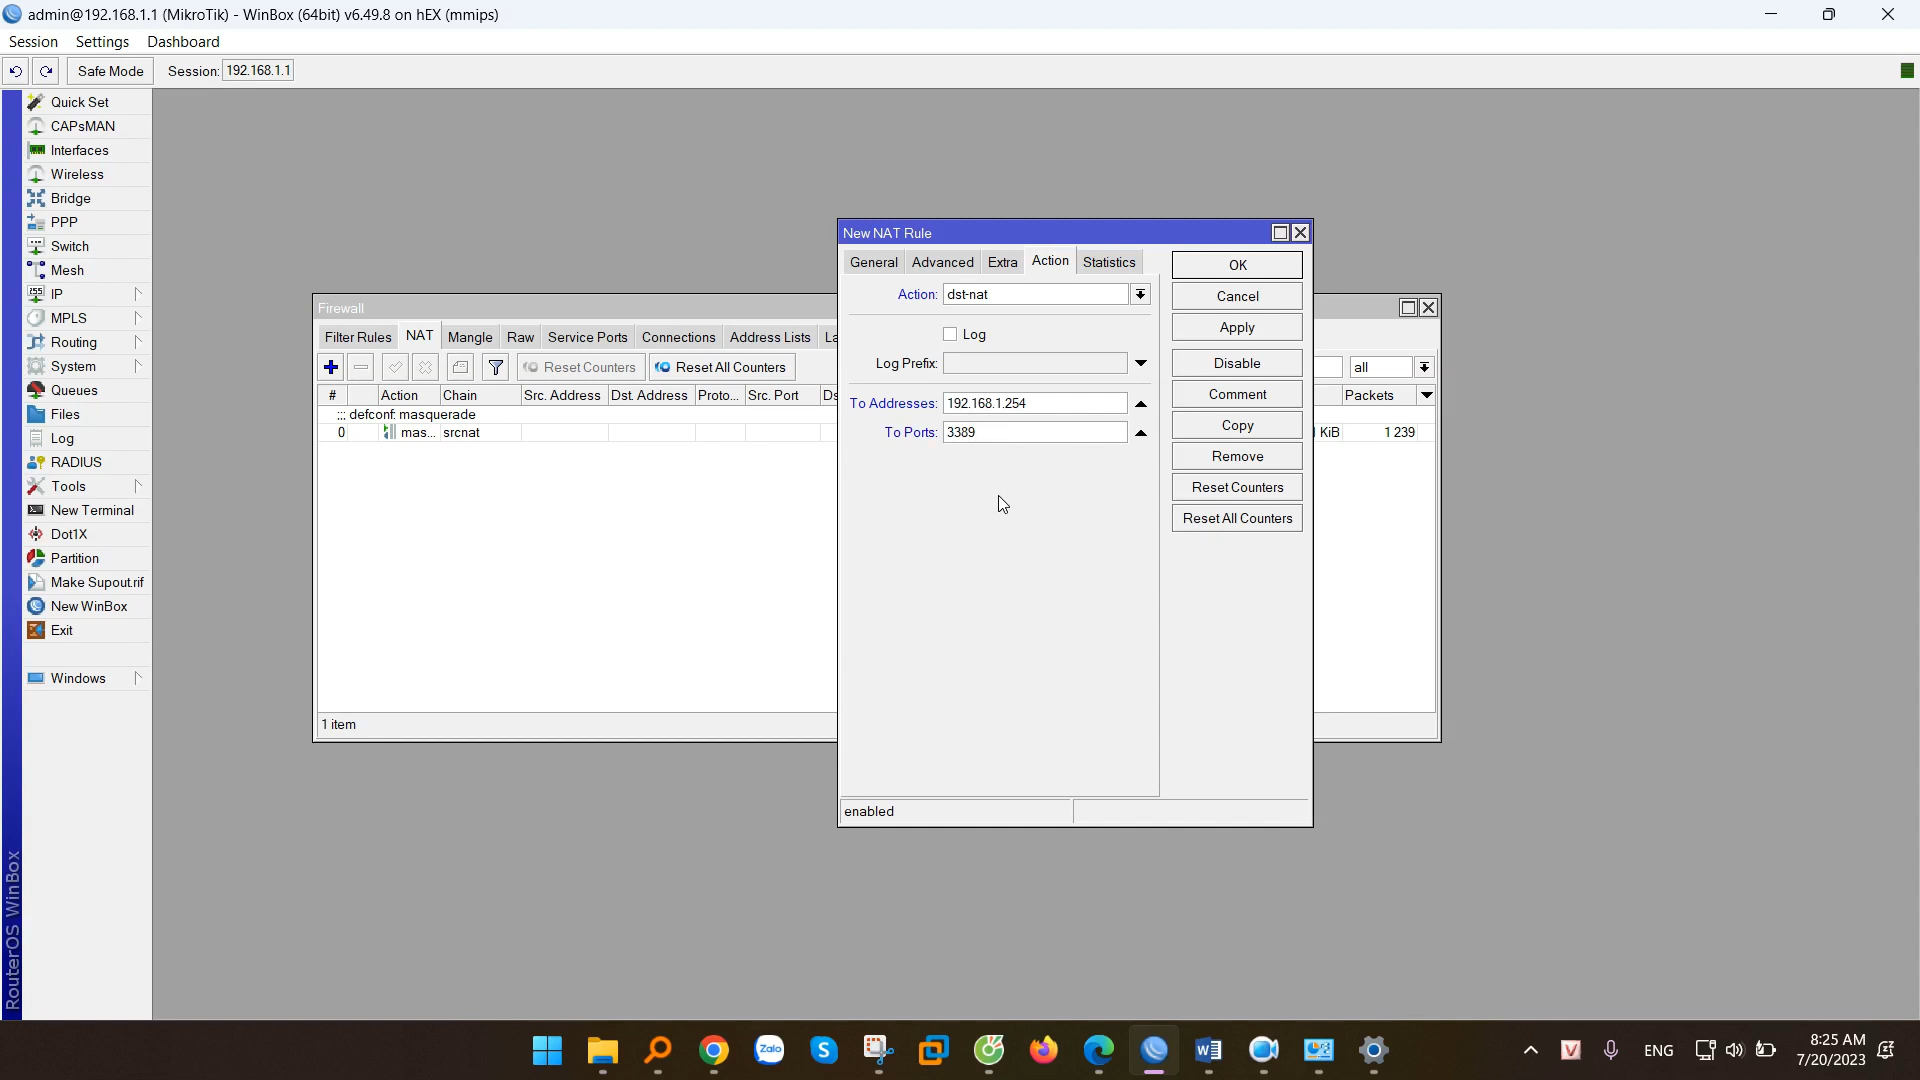 admin@192.168.1.1 (MikroTik) - WinBox (64bit) v6.49.8 on hEX (mmips)
Session Settings Dashboard
Safe Mode Session: 192.168.1.1
Quick Set
CAPsMAN
Interfaces
Wireless
Bridge
PPP
Switch
Mesh
IP
MPLS
Routing
System
Queues
Files
Log
RADIUS
Tools
New Terminal
Dot1X
Partition
Make Supout.rif
New WinBox
Exit
Windows
RouterOS WinBox
Firewall
Filter Rules NAT Mangle Raw Service Ports Connections Address Lists La
Reset Counters Reset All Counters all
# Action Chain Src. Address Dst. Address Proto... Src. Port Ds Packets
;;; defconf: masquerade
0 mas... srcnat KiB 1 239
1 item
New NAT Rule
General Advanced Extra Action Statistics
Action: dst-nat
Log
Log Prefix:
To Addresses: 192.168.1.254
To Ports: 3389
OK
Cancel
Apply
Disable
Comment
Copy
Remove
Reset Counters
Reset All Counters
enabled
Zalo
ENG
8:25 AM
7/20/2023